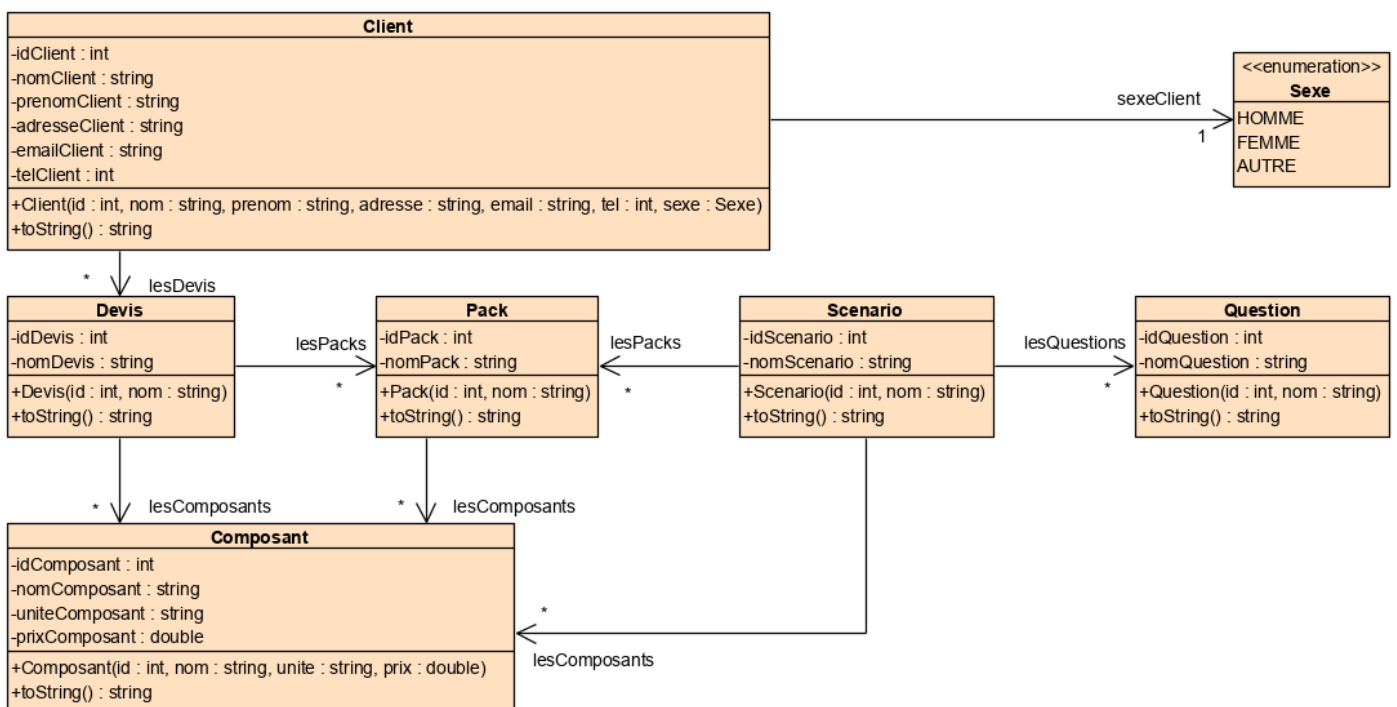 Client
-idClient : int
-nomClient : string
-prenomClient : string
-adresseClient : string
-emailClient : string
-telClient : int
+Client(id : int, nom : string, prenom : string, adresse : string, email : string, tel : int, sexe : Sexe)
+toString() : string
sexeClient
1
<<enumeration>>
Sexe
HOMME
FEMME
AUTRE
* lesDevis
Devis
-idDevis : int
-nomDevis : string
+Devis(id : int, nom : string)
+toString() : string
lesPacks
*
Pack
-idPack : int
-nomPack : string
+Pack(id : int, nom : string)
+toString() : string
lesPacks
*
Scenario
-idScenario : int
-nomScenario : string
+Scenario(id : int, nom : string)
+toString() : string
lesQuestions
*
Question
-idQuestion : int
-nomQuestion : string
+Question(id : int, nom : string)
+toString() : string
* lesComposants
* lesComposants
Composant
-idComposant : int
-nomComposant : string
-uniteComposant : string
-prixComposant : double
+Composant(id : int, nom : string, unite : string, prix : double)
+toString() : string
*
lesComposants